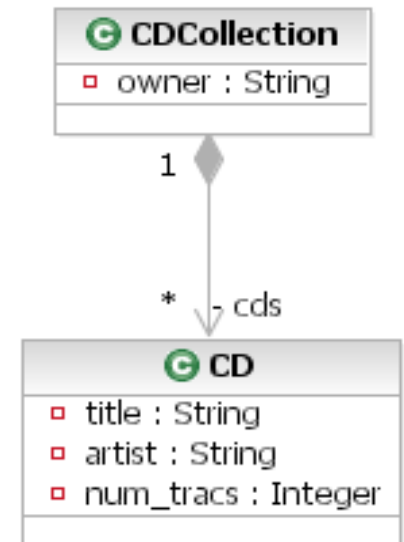 C CDCollection
owner : String
1
* - cds
C CD
title : String
artist : String
num_tracs : Integer